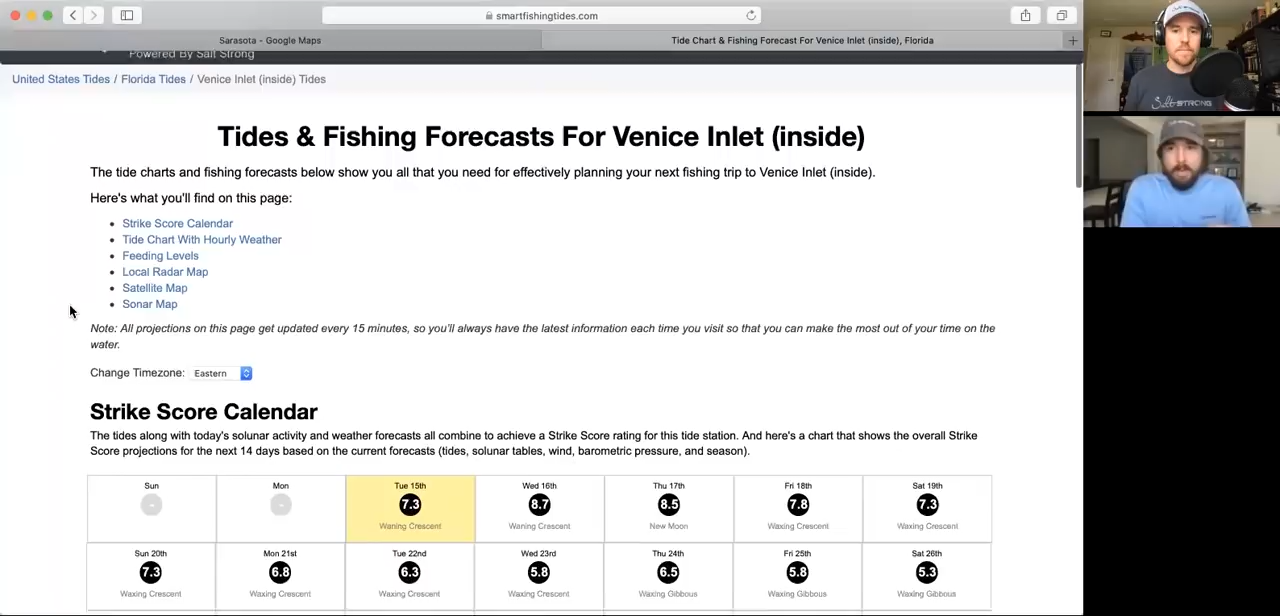 smartfishingtides.com
Sarasota - Google Maps
Tide Chart & Fishing Forecast For Venice Inlet (inside), Florida
Powered By Salt Strong
United States Tides / Florida Tides / Venice Inlet (inside) Tides
Tides & Fishing Forecasts For Venice Inlet (inside)
The tide charts and fishing forecasts below show you all that you need for effectively planning your next fishing trip to Venice Inlet (inside).
Here's what you'll find on this page:
Strike Score Calendar
Tide Chart With Hourly Weather
Feeding Levels
Local Radar Map
Satellite Map
Sonar Map
Note: All projections on this page get updated every 15 minutes, so you'll always have the latest information each time you visit so that you can make the most out of your time on the
water.
Change Timezone: Eastern
Strike Score Calendar
The tides along with today's solunar activity and weather forecasts all combine to achieve a Strike Score rating for this tide station. And here's a chart that shows the overall Strike
Score projections for the next 14 days based on the current forecasts (tides, solunar tables, wind, barometric pressure, and season).
Sun Mon Tue 15th Wed 16th Thu 17th Fri 18th Sat 19th
- - 7.3 8.7 8.5 7.8 7.3
Waning Crescent Waning Crescent New Moon Waxing Crescent Waxing Crescent
Sun 20th Mon 21st Tue 22nd Wed 23rd Thu 24th Fri 25th Sat 26th
7.3 6.8 6.3 5.8 6.5 5.8 5.3
Waxing Crescent Waxing Crescent Waxing Crescent Waxing Crescent Waxing Gibbous Waxing Gibbous Waxing Gibbous
Salt STRONG